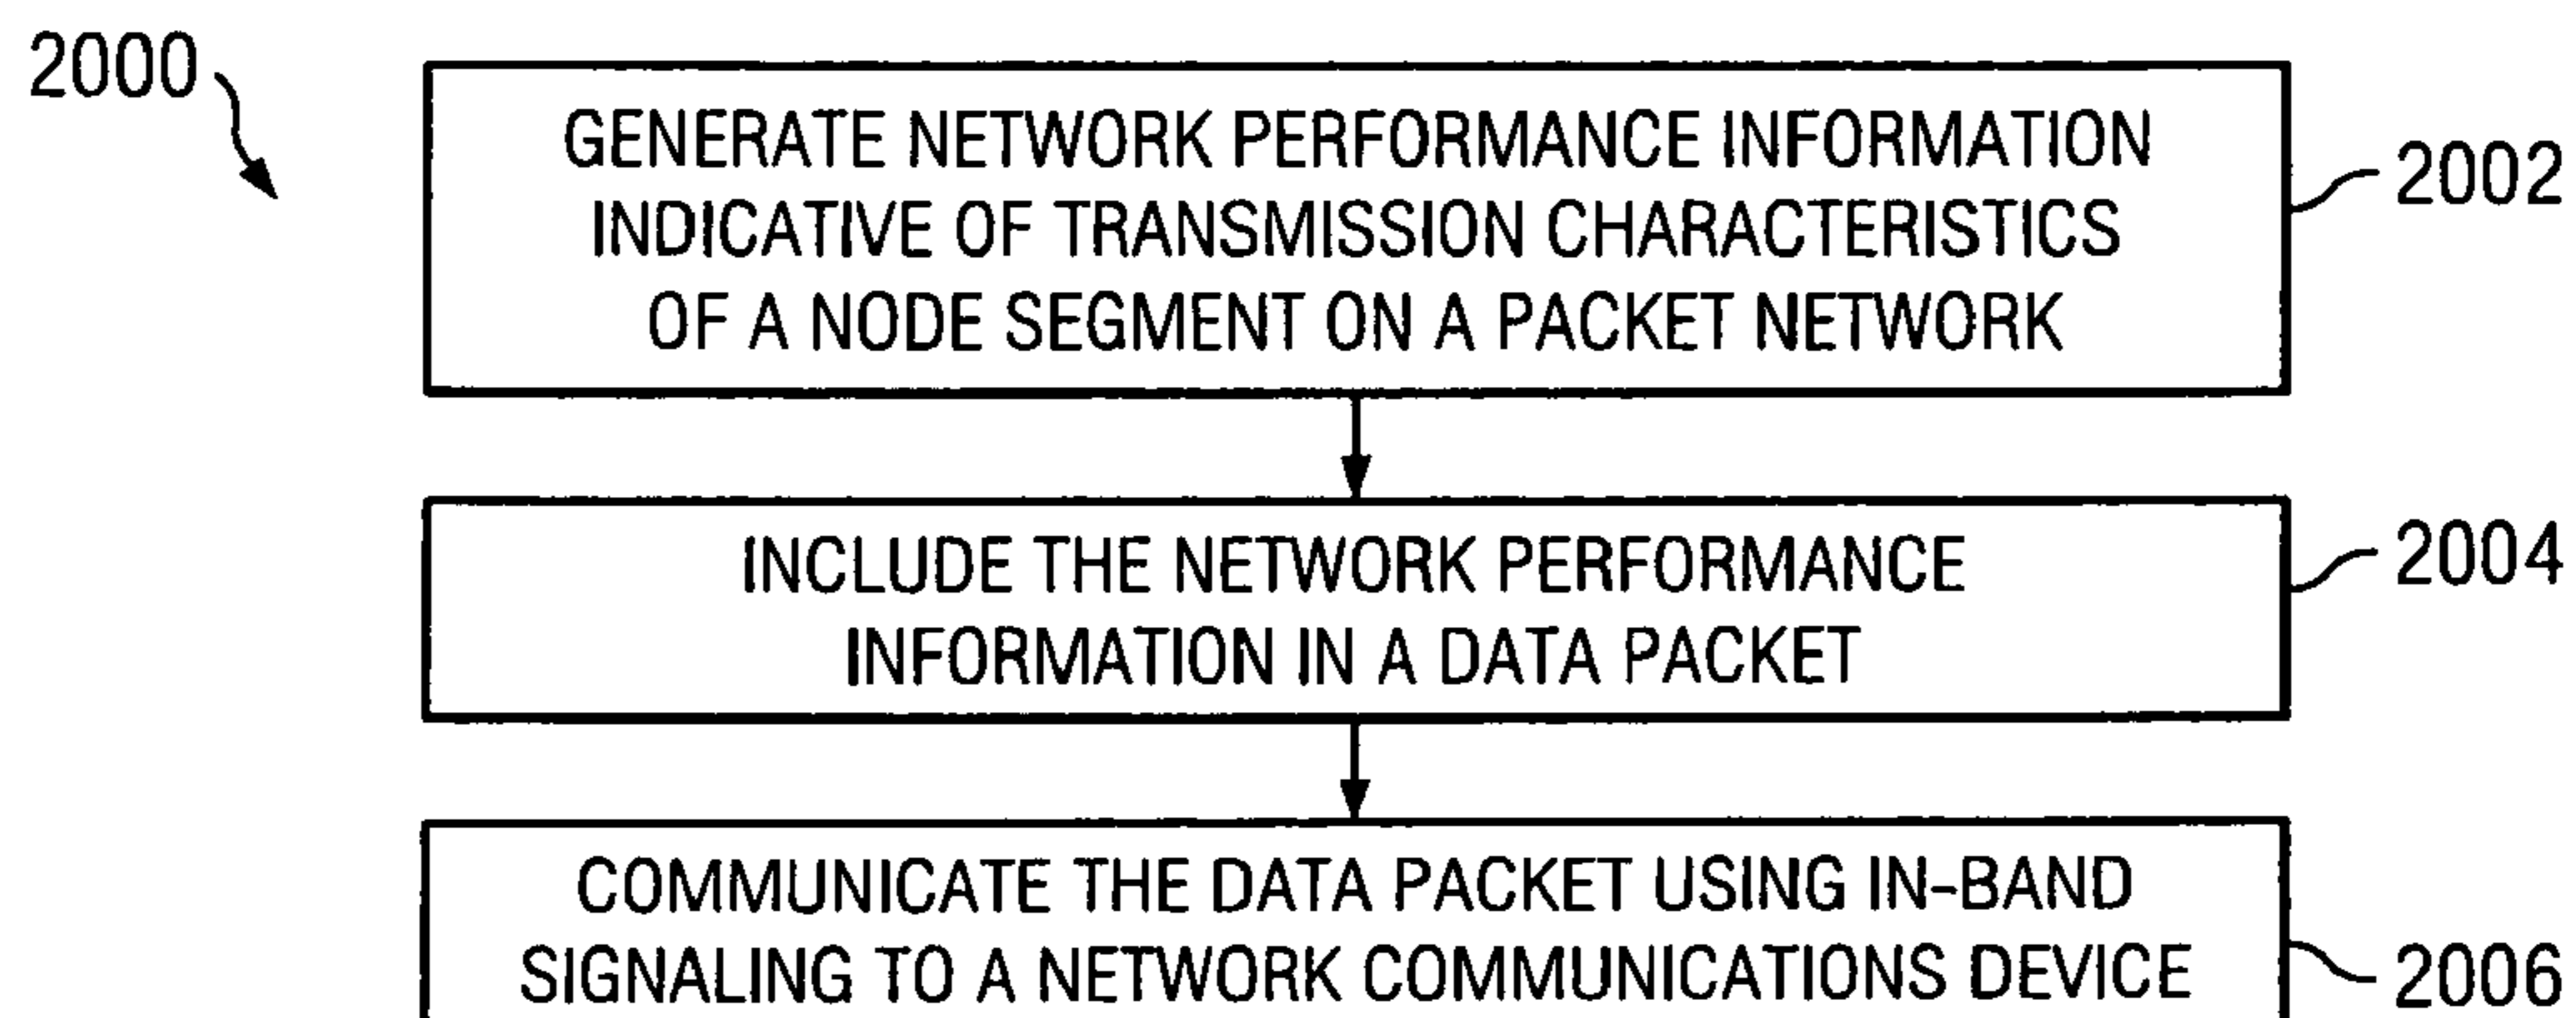 2000
GENERATE NETWORK PERFORMANCE INFORMATION
INDICATIVE OF TRANSMISSION CHARACTERISTICS
OF A NODE SEGMENT ON A PACKET NETWORK
2002
INCLUDE THE NETWORK PERFORMANCE
INFORMATION IN A DATA PACKET
2004
COMMUNICATE THE DATA PACKET USING IN-BAND
SIGNALING TO A NETWORK COMMUNICATIONS DEVICE
2006